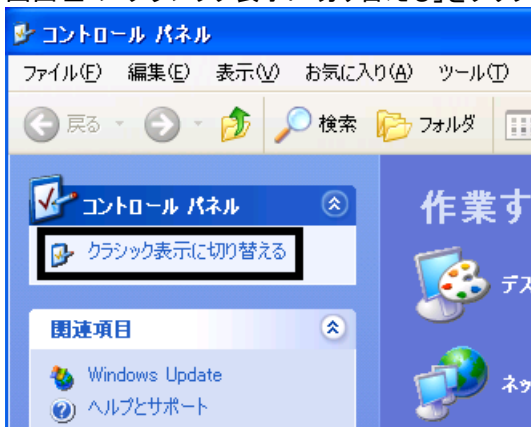 コントロール パネル
ファイル(F) 編集(E) 表示(V) お気に入り(A) ツール(T)
戻る 検索 フォルダ
コントロール パネル
クラシック表示に切り替える
関連項目
Windows Update
ヘルプとサポート
作業す
デス
ネッ